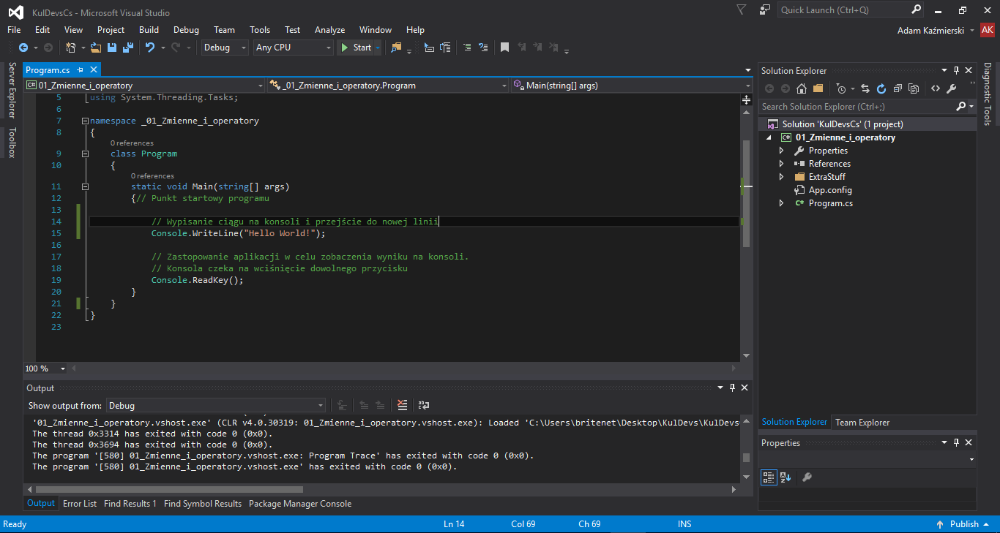 KulDevsCs - Microsoft Visual Studio
Quick Launch (Ctrl+Q)
File Edit View Project Build Debug Team Tools Test Analyze Window Help
Adam Kaźmierski AK
Debug Any CPU Start
Server Explorer
Toolbox
Program.cs
01_Zmienne_i_operatory _01_Zmienne_i_operatory.Program Main(string[] args)
5 using System.Threading.Tasks;
6
7 namespace _01_Zmienne_i_operatory
8 {
0 references
9 class Program
10 {
0 references
11 static void Main(string[] args)
12 {// Punkt startowy programu
13
14 // Wypisanie ciągu na konsoli i przejście do nowej linii
15 Console.WriteLine("Hello World!");
16
17 // Zastopowanie aplikacji w celu zobaczenia wyniku na konsoli.
18 // Konsola czeka na wciśnięcie dowolnego przycisku
19 Console.ReadKey();
20 }
21 }
22 }
23
100 %
Output
Show output from: Debug
'01_Zmienne_i_operatory.vshost.exe' (CLR v4.0.30319: 01_Zmienne_i_operatory.vshost.exe): Loaded 'C:\Users\britenet\Desktop\KulDevs\KulDevs
The thread 0x3314 has exited with code 0 (0x0).
The thread 0x3694 has exited with code 0 (0x0).
The program '[580] 01_Zmienne_i_operatory.vshost.exe: Program Trace' has exited with code 0 (0x0).
The program '[580] 01_Zmienne_i_operatory.vshost.exe' has exited with code 0 (0x0).
Output Error List Find Results 1 Find Symbol Results Package Manager Console
Solution Explorer
Search Solution Explorer (Ctrl+;)
Solution 'KulDevsCs' (1 project)
C# 01_Zmienne_i_operatory
Properties
References
ExtraStuff
App.config
C# Program.cs
Solution Explorer Team Explorer
Properties
Diagnostic Tools
Ready Ln 14 Col 69 Ch 69 INS Publish